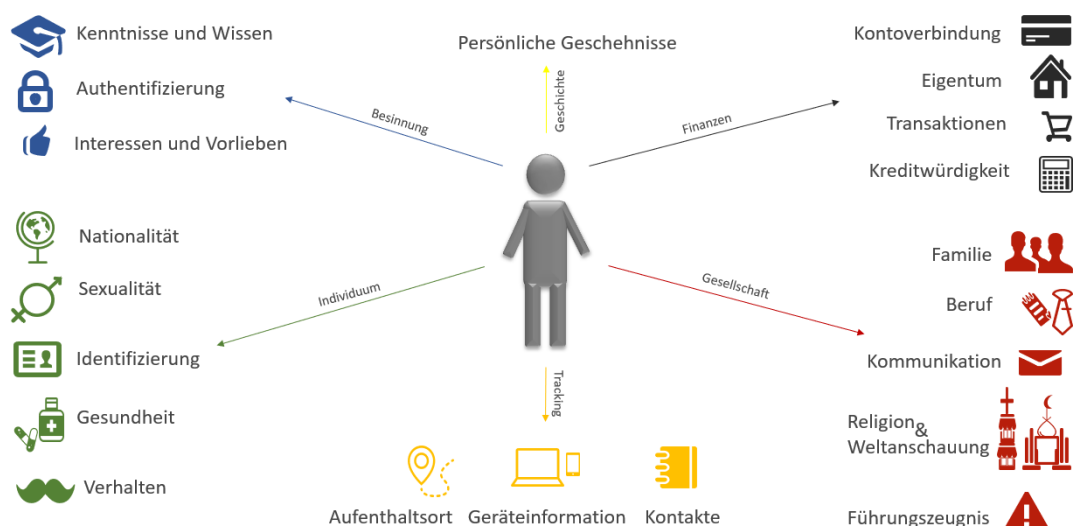 Kenntnisse und Wissen
Authentifizierung
Interessen und Vorlieben
Besinnung
Persönliche Geschehnisse
Geschichte
Kontoverbindung
Eigentum
Transaktionen
Kreditwürdigkeit
Finanzen
Nationalität
Sexualität
Identifizierung
Gesundheit
Verhalten
Individuum
Tracking
Aufenthaltsort
Geräteinformation
Kontakte
Gesellschaft
Familie
Beruf
Kommunikation
Religion &
Weltanschauung
Führungszeugnis